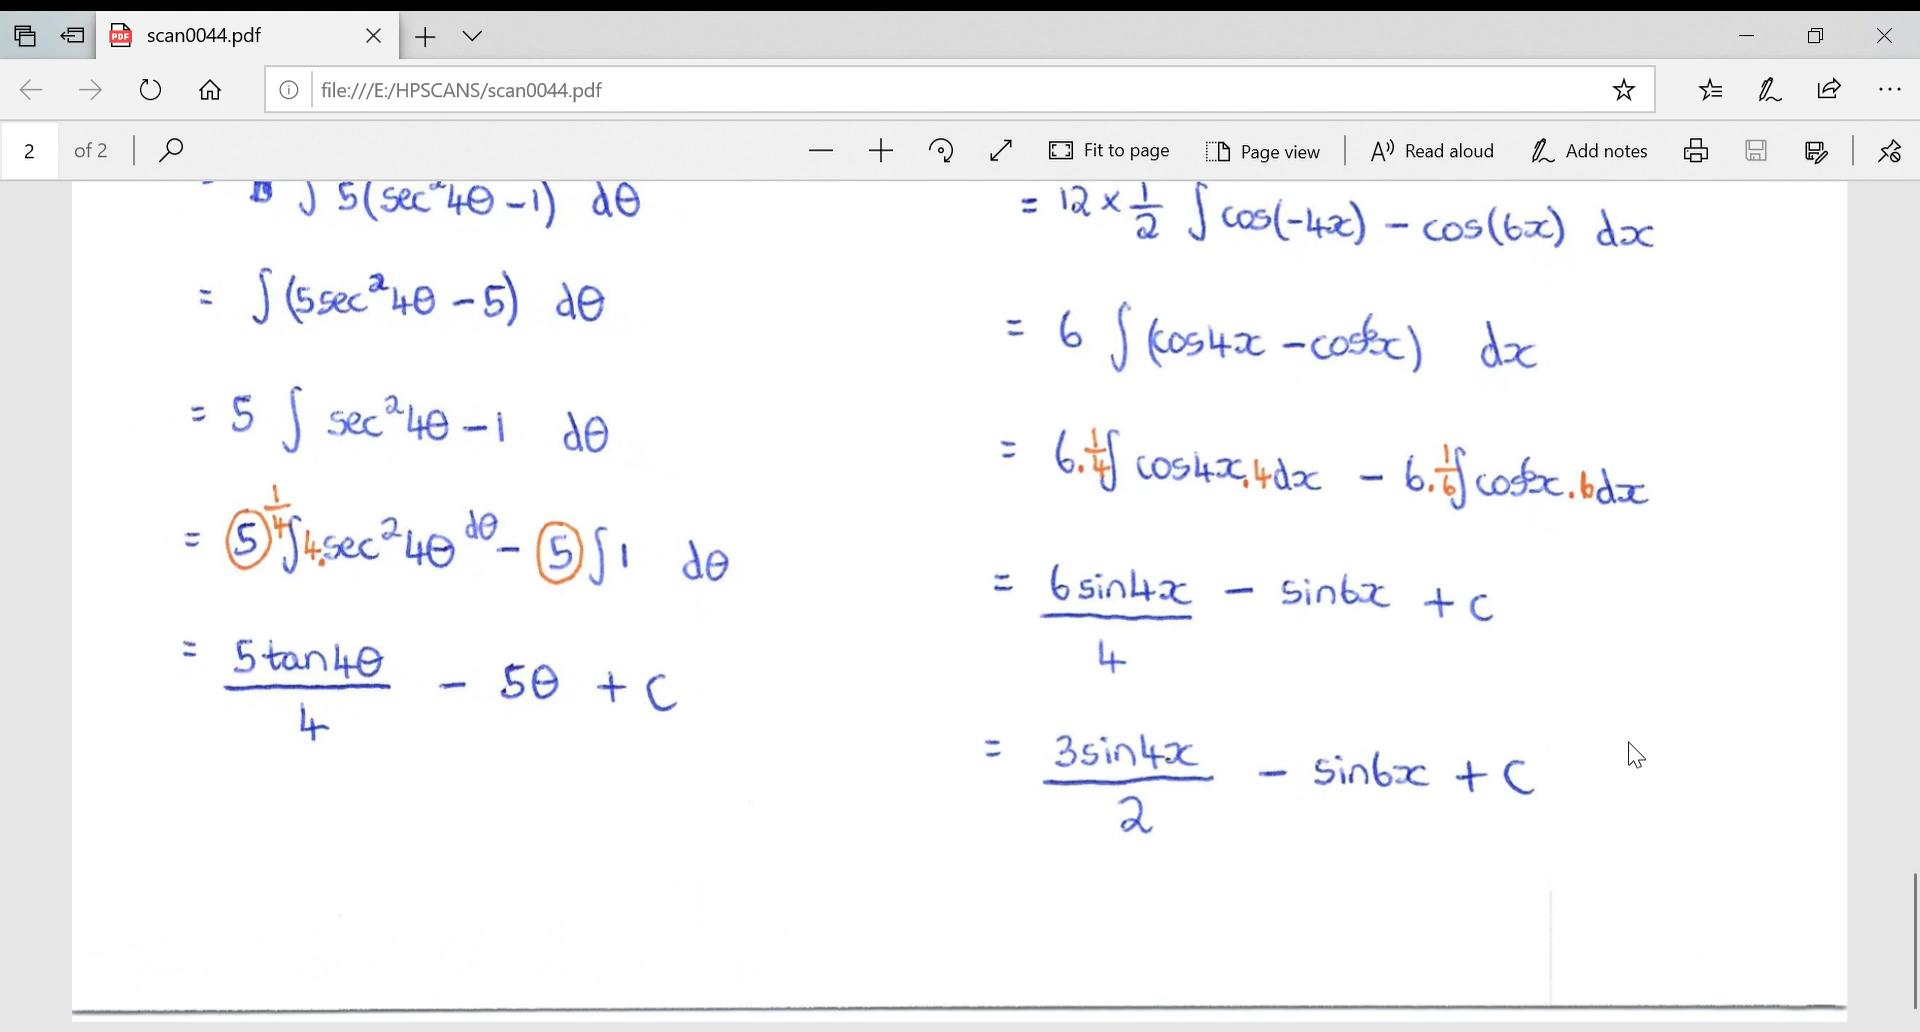 scan0044.pdf
file:///E:/HPSCANS/scan0044.pdf
2 of 2 Fit to page Page view Read aloud Add notes
∫ 5(sec²4θ – 1) dθ
= ∫(5sec²4θ – 5) dθ
= 5 ∫ sec²4θ – 1 dθ
= 5 1/4 ∫4.sec²4θ dθ – 5 ∫1 dθ
= 5tan4θ/4 – 5θ + C
= 12 × 1/2 ∫ cos(-4x) – cos(6x) dx
= 6 ∫ (cos4x – cos6x) dx
= 6.1/4∫ cos4x.4dx – 6.1/6∫ cos6x.6dx
= 6sin4x/4 – sin6x + C
= 3sin4x/2 – sin6x + C